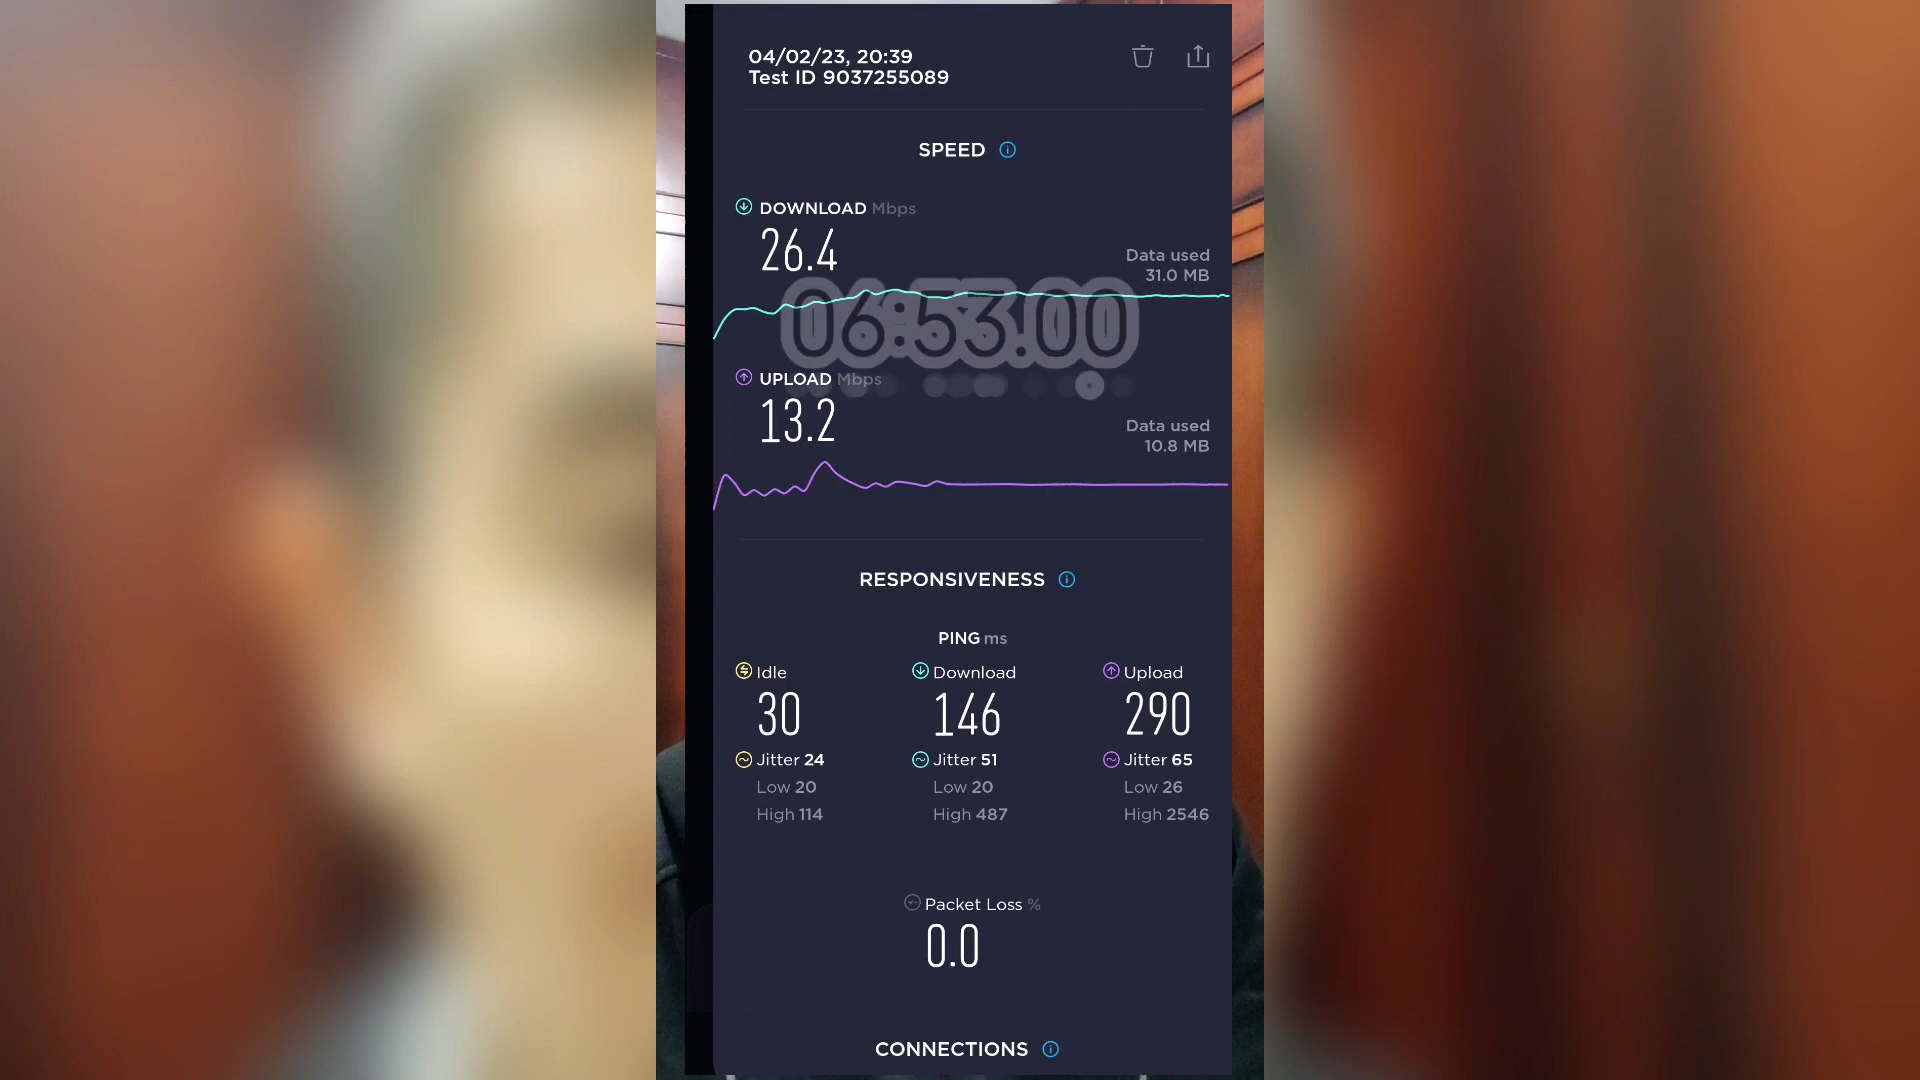 04/02/23, 20:39
Test ID 9037255089
SPEED
DOWNLOAD Mbps
26.4
Data used
31.0 MB
06:53.00
UPLOAD Mbps
13.2
Data used
10.8 MB
RESPONSIVENESS
PING ms
Idle Download Upload
30 146 290
Jitter 24 Jitter 51 Jitter 65
Low 20 Low 20 Low 26
High 114 High 487 High 2546
Packet Loss %
0.0
CONNECTIONS